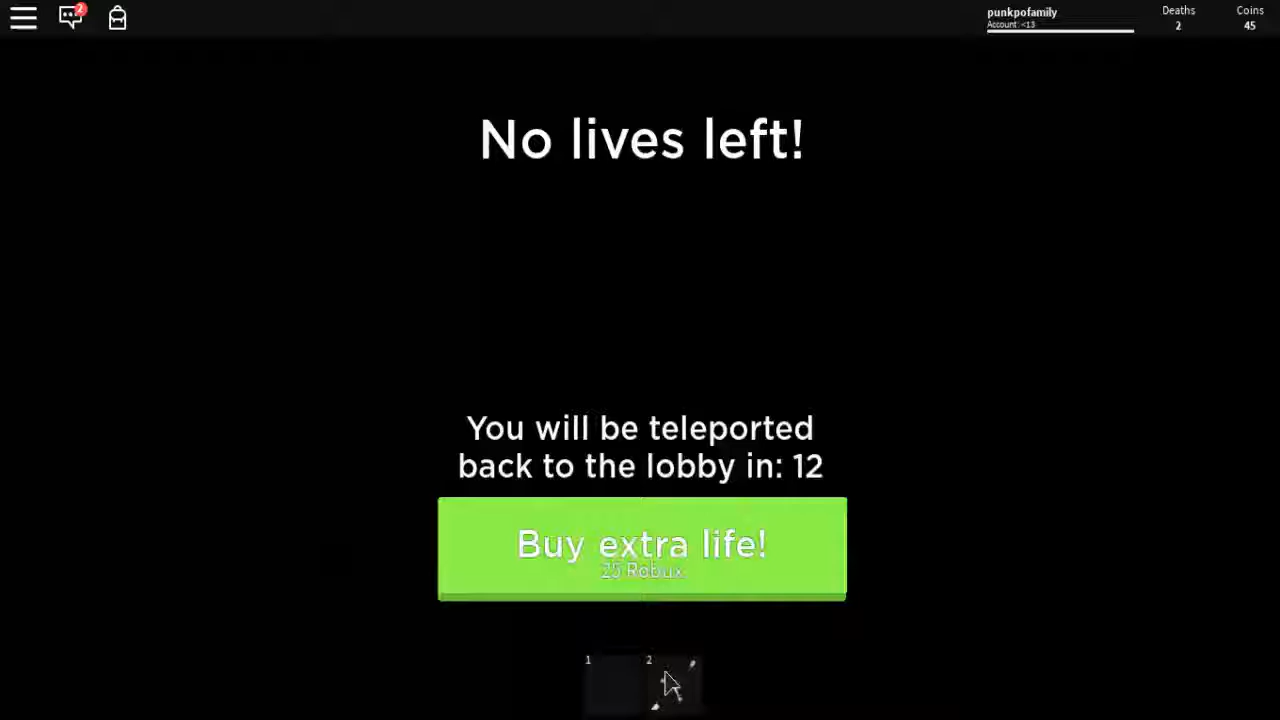 2
punkpofamily
Account: <13
Deaths
2
Coins
45
No lives left!
You will be teleported
back to the lobby in: 12
Buy extra life!
25 Robux
1
2